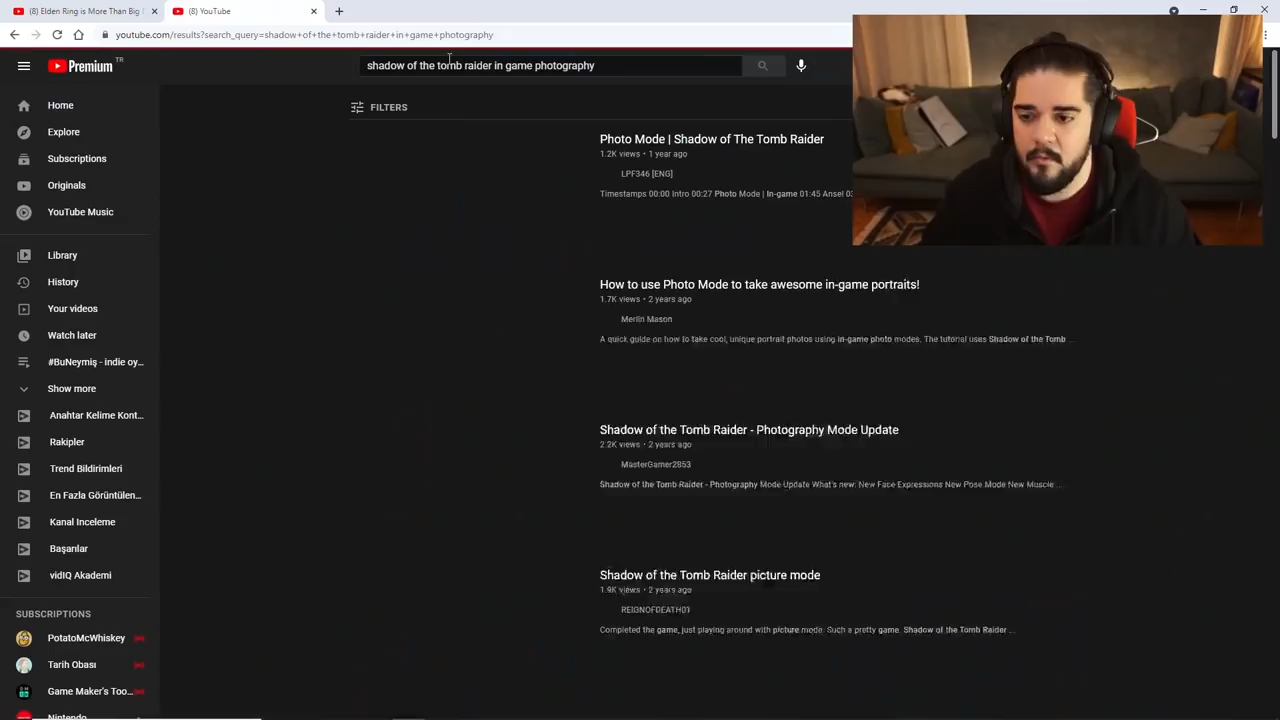 (8) Elden Ring is More Than Big
(8) YouTube
youtube.com/results?search_query=shadow+of+the+tomb+raider+in+game+photography
Premium TR
shadow of the tomb raider in game photography
Home
Explore
Subscriptions
Originals
YouTube Music
Library
History
Your videos
Watch later
#BuNeymiş - indie oy...
Show more
Anahtar Kelime Kont...
Rakipler
Trend Bildirimleri
En Fazla Görüntülen...
Kanal Inceleme
Başarılar
vidIQ Akademi
SUBSCRIPTIONS
PotatoMcWhiskey
Tarih Obası
Game Maker's Too...
Nintendo
FILTERS
Photo Mode | Shadow of The Tomb Raider
1.2K views • 1 year ago
LPF346 [ENG]
Timestamps 00:00 Intro 00:27 Photo Mode | In-game 01:45 Ansel
How to use Photo Mode to take awesome in-game portraits!
1.7K views • 2 years ago
Merlin Mason
A quick guide on how to take cool, unique portrait photos using in-game photo modes. The tutorial uses Shadow of the Tomb ...
Shadow of the Tomb Raider - Photography Mode Update
2.2K views • 2 years ago
MasterGamer2853
Shadow of the Tomb Raider - Photography Mode Update What's new: New Face Expressions New Pose Mode New Muscle ...
Shadow of the Tomb Raider picture mode
1.9K views • 2 years ago
REIGNOFDEATH01
Completed the game, just playing around with picture mode. Such a pretty game. Shadow of the Tomb Raider ...